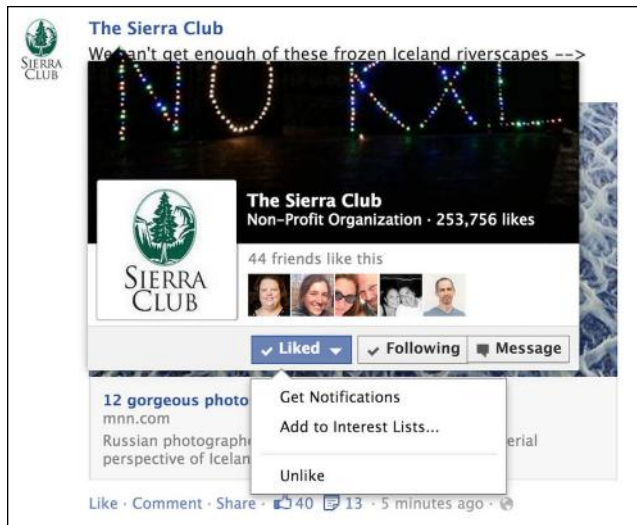 The Sierra Club
We can't get enough of these frozen Iceland riverscapes -->
SIERRA
CLUB
NO KXL
The Sierra Club
Non-Profit Organization · 253,756 likes
44 friends like this
SIERRA
CLUB
Liked
Following
Message
12 gorgeous photo
Get Notifications
mnn.com
Add to Interest Lists...
Russian photographe
erial
perspective of Icelan
Unlike
Like · Comment · Share · 40 13 · 5 minutes ago ·